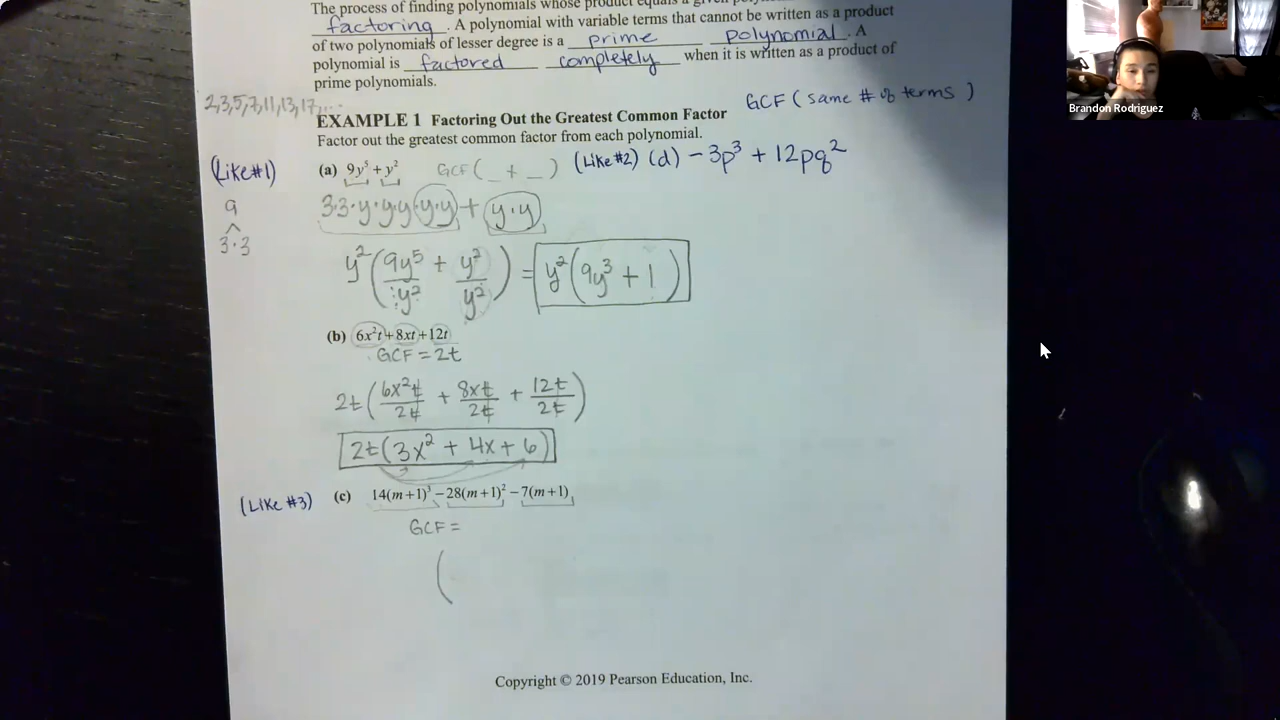 The process of finding polynomials whose product equals a given
factoring. A polynomial with variable terms that cannot be written as a product
of two polynomials of lesser degree is a prime polynomial. A
polynomial is factored completely when it is written as a product of
prime polynomials.
2,3,5,7,11,13,17,...
GCF (same # of terms )
EXAMPLE 1 Factoring Out the Greatest Common Factor
Factor out the greatest common factor from each polynomial.
(Like #1) (a) 9y⁵ + y² GCF( _ + _ ) (Like #2) (d) −3p³ + 12pq²
9
3·3
3·3·y·y·y·y·y + y·y
y²(9y⁵/y² + y²/y²) = y²(9y³ + 1)
(b) 6x²t+8xt+12t
GCF = 2t
2t(6x²t/2t + 8xt/2t + 12t/2t)
2t(3x² + 4x + 6)
(Like #3) (c) 14(m+1)³ − 28(m+1)² − 7(m+1)
GCF =
(
Copyright © 2019 Pearson Education, Inc.
Brandon Rodriguez